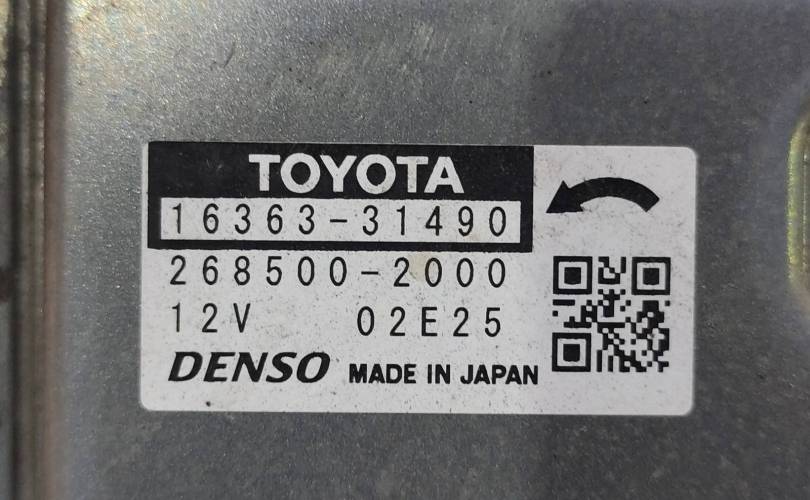 TOYOTA
16363-31490
268500-2000
12V 02E25
DENSO MADE IN JAPAN